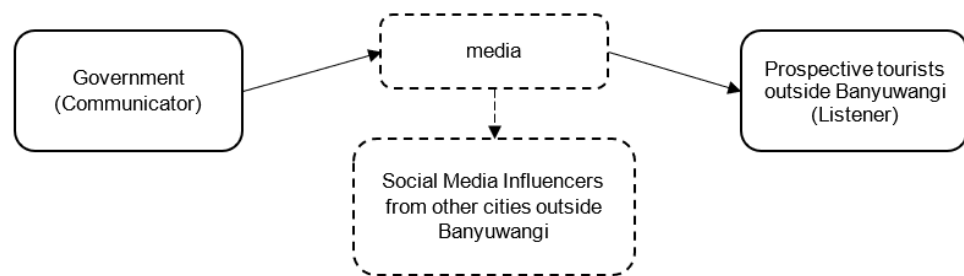 Government
(Communicator)
media
Prospective tourists
outside Banyuwangi
(Listener)
Social Media Influencers
from other cities outside
Banyuwangi